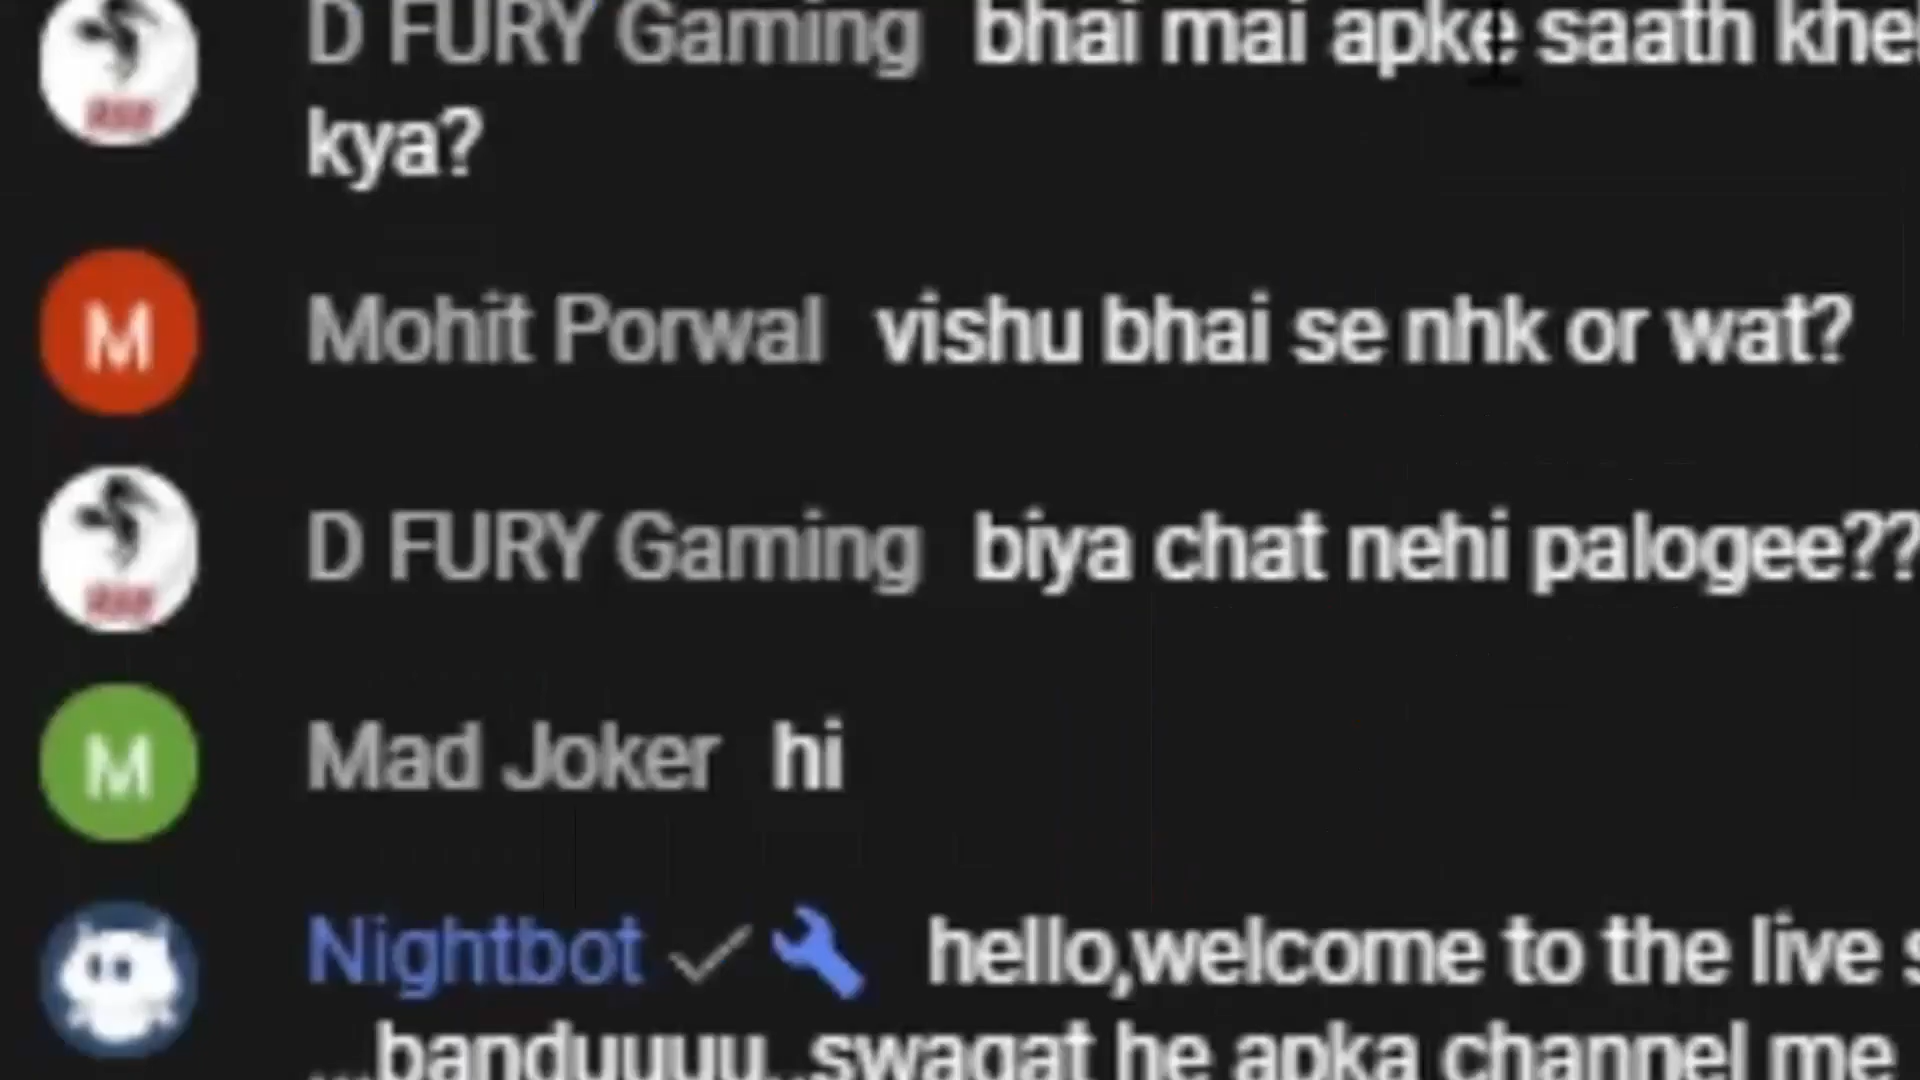 D FURY Gaming bhai mai apke saath
kya?
M Mohit Porwal vishu bhai se nhk or wat?
D FURY Gaming biya chat nehi palogee??
M Mad Joker hi
Nightbot hello,welcome to the live
...banduuuu..swagat he apka channel me